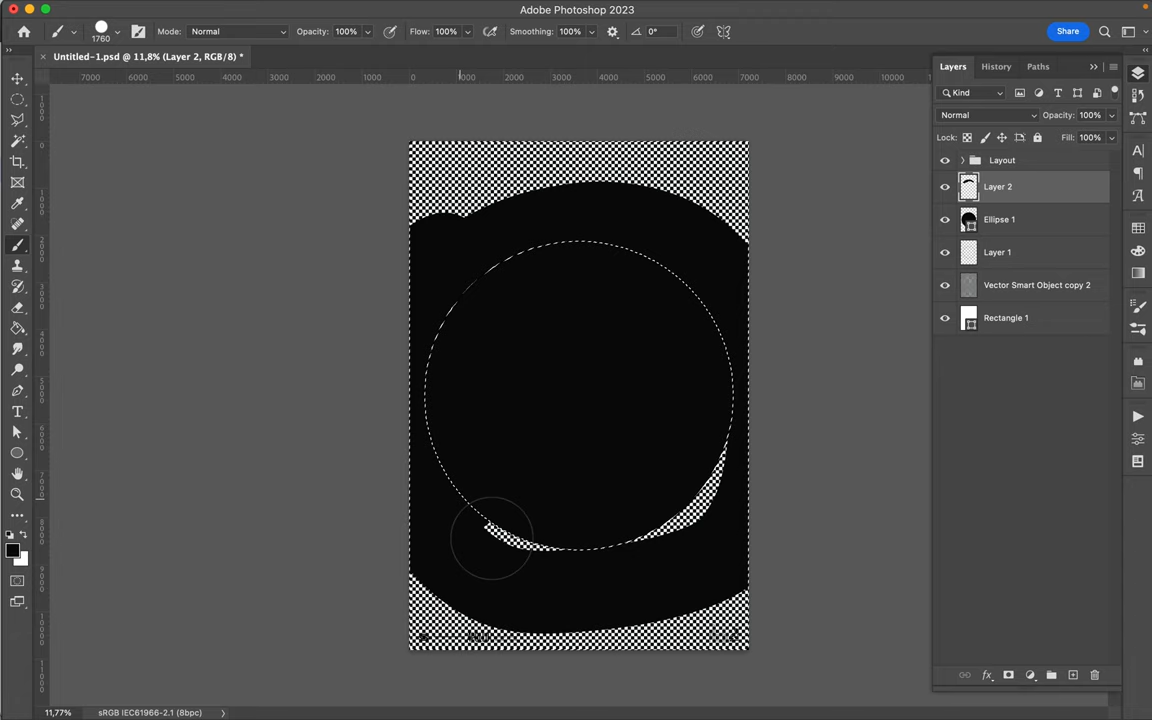 Adobe Photoshop 2023
1760
Mode: Normal
Opacity: 100%
Flow: 100%
Smoothing: 100%
0°
Share
Untitled-1.psd @ 11,8% (Layer 2, RGB/8) *
7000 6000 5000 4000 3000 2000 1000 0 1000 2000 3000 4000 5000 6000 7000 8000 9000 10000
Layers History Paths
Kind
Normal
Opacity: 100%
Lock:
Fill: 100%
Layout
Layer 2
Ellipse 1
Layer 1
Vector Smart Object copy 2
Rectangle 1
fx
11,77%
sRGB IEC61966-2.1 (8bpc)